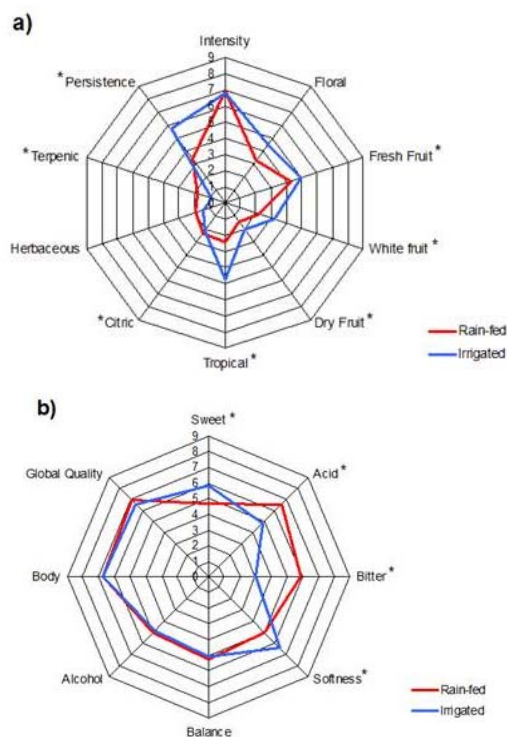 a)
Intensity
9
8
7
6
5
4
3
2
1
0
Floral
Fresh Fruit *
White fruit *
Dry Fruit *
Tropical *
* Citric
Herbaceous
* Terpenic
* Persistence
Rain-fed
Irrigated
b)
Sweet *
9
8
7
6
5
4
3
2
1
0
Acid *
Bitter *
Softness *
Balance
Alcohol
Body
Global Quality
Rain-fed
Irrigated